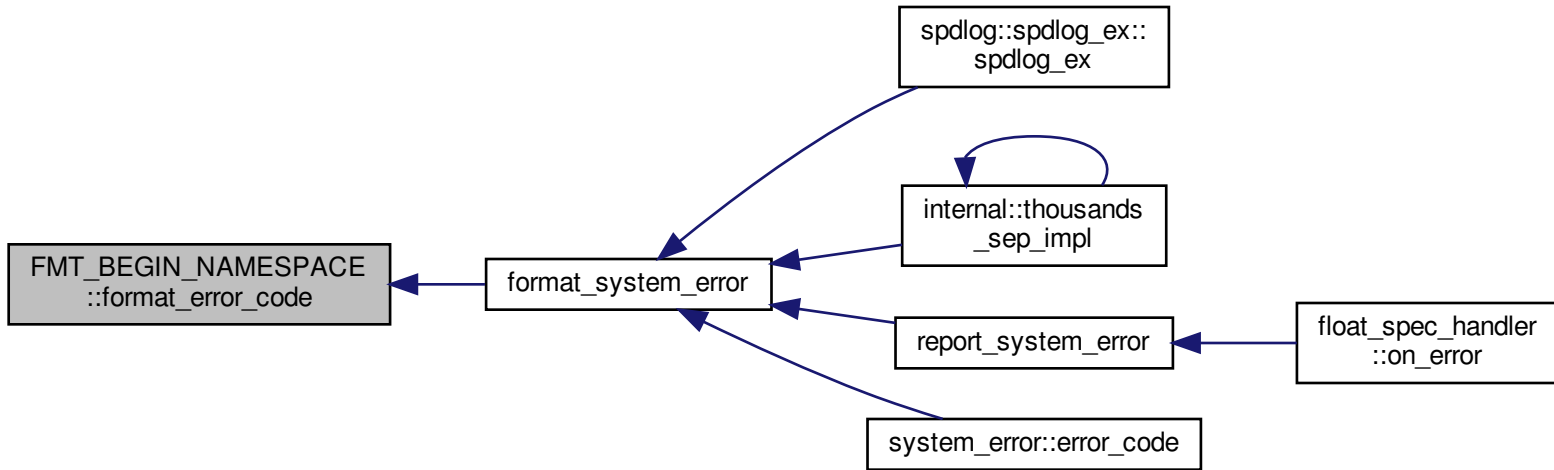 FMT_BEGIN_NAMESPACE
::format_error_code
format_system_error
spdlog::spdlog_ex::
spdlog_ex
internal::thousands
_sep_impl
report_system_error
float_spec_handler
::on_error
system_error::error_code